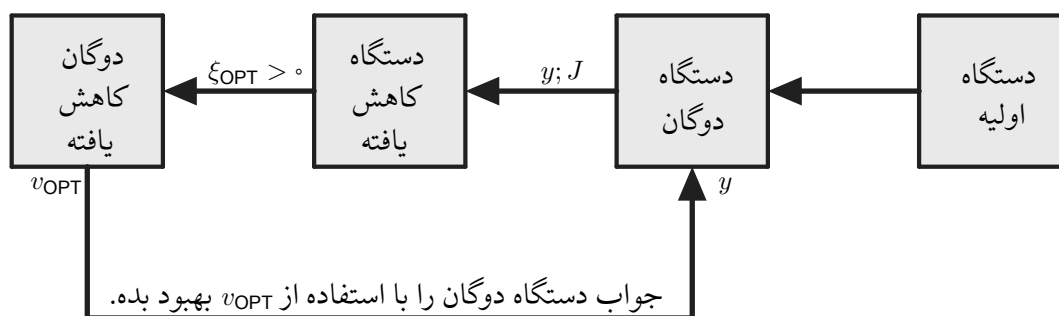 دستگاه
اولیه
دستگاه
دوگان
y; J
دستگاه
کاهش
یافته
ξOPT > ۰
دوگان
کاهش
یافته
vOPT
y
جواب دستگاه دوگان را با استفاده از vOPT بهبود بده.